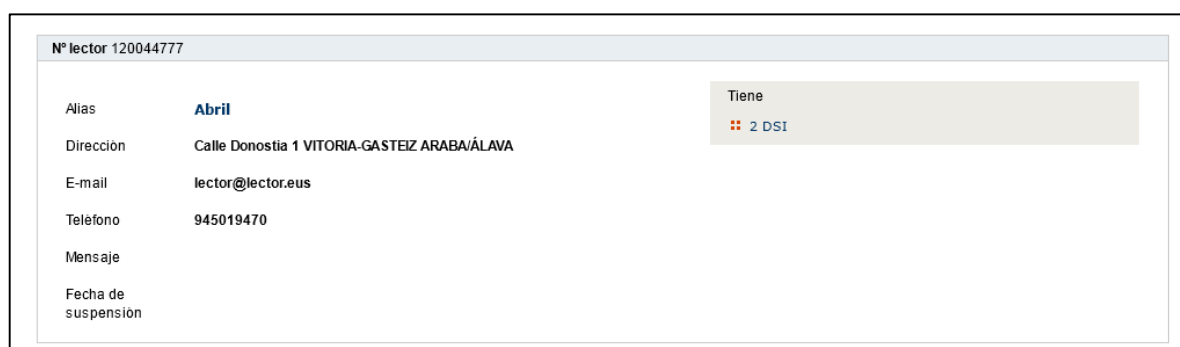 Nº lector 120044777
Alias Abril
Dirección Calle Donostia 1 VITORIA-GASTEIZ ARABA/ÁLAVA
E-mail lector@lector.eus
Teléfono 945019470
Mensaje
Fecha de
suspensión
Tiene
2 DSI